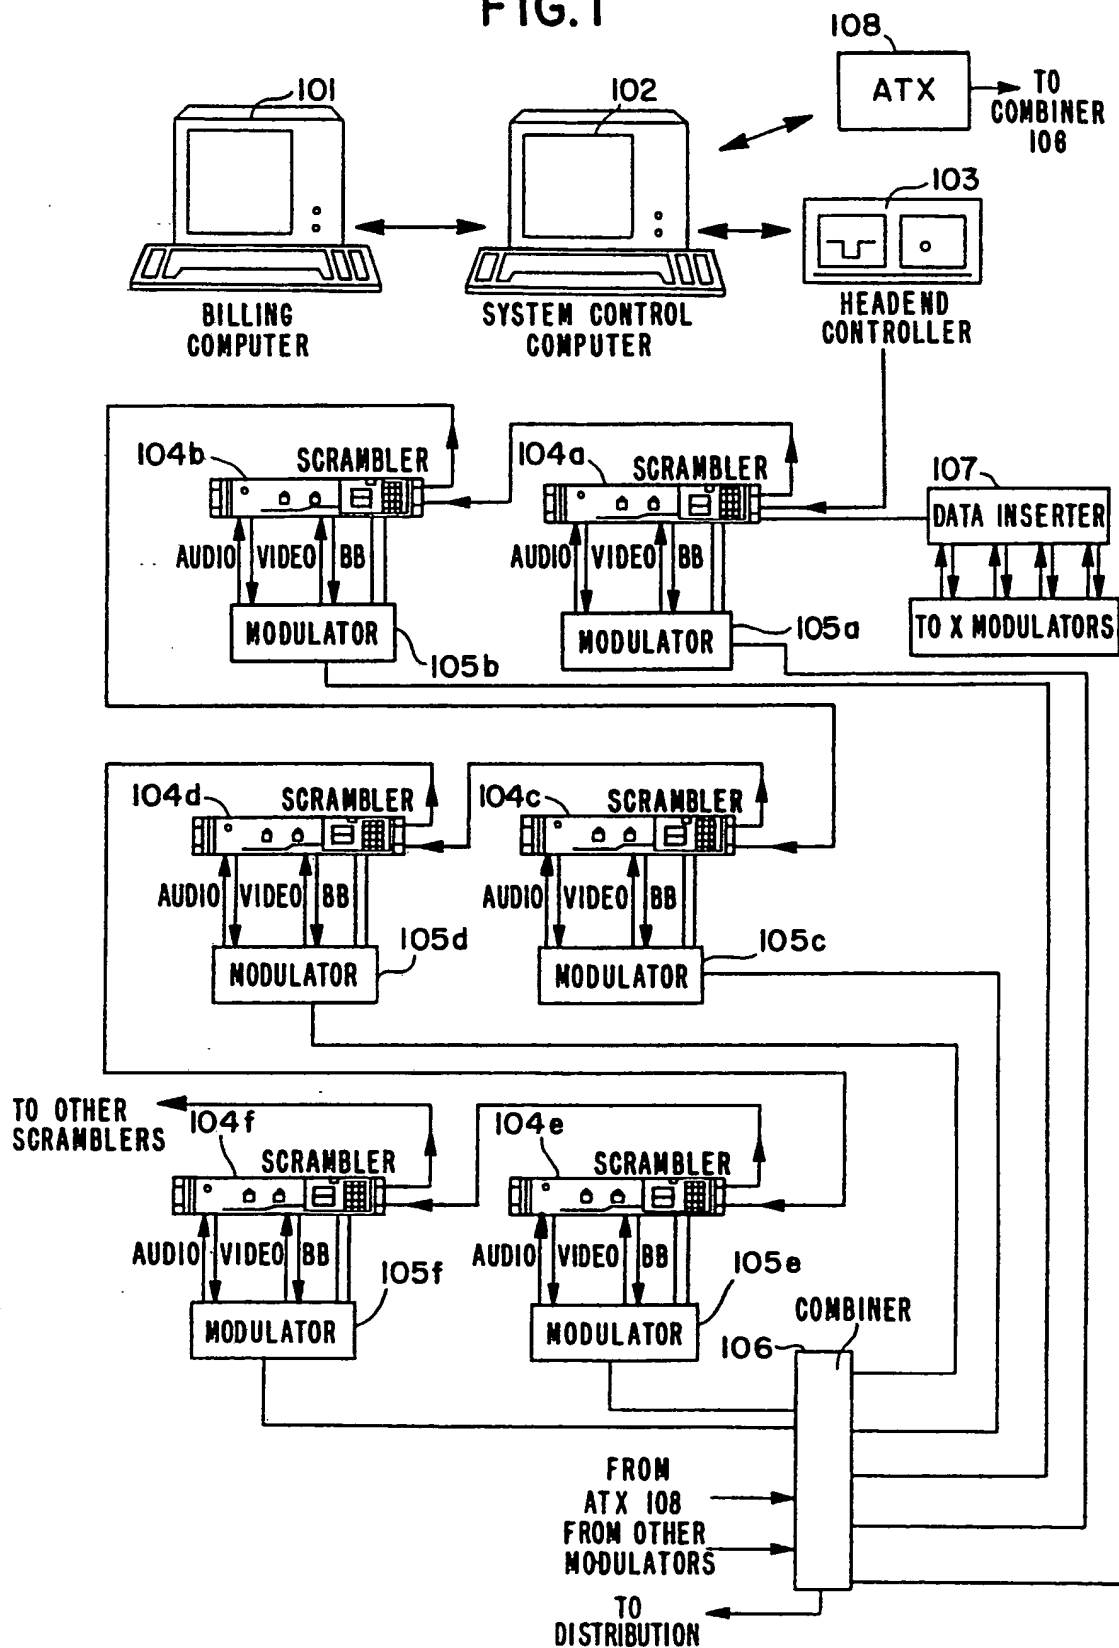 FIG. 1
108
ATX
TO
COMBINER
106
101
102
103
BILLING
COMPUTER
SYSTEM CONTROL
COMPUTER
HEADEND
CONTROLLER
104b
SCRAMBLER
104a
SCRAMBLER
107
DATA INSERTER
AUDIO
VIDEO
BB
AUDIO
VIDEO
BB
MODULATOR
105b
MODULATOR
105a
TO X MODULATORS
104d
SCRAMBLER
104c
SCRAMBLER
AUDIO
VIDEO
BB
AUDIO
VIDEO
BB
MODULATOR
105d
MODULATOR
105c
TO OTHER
SCRAMBLERS
104f
SCRAMBLER
104e
SCRAMBLER
AUDIO
VIDEO
BB
AUDIO
VIDEO
BB
MODULATOR
105f
MODULATOR
105e
COMBINER
106
FROM
ATX 108
FROM OTHER
MODULATORS
TO
DISTRIBUTION